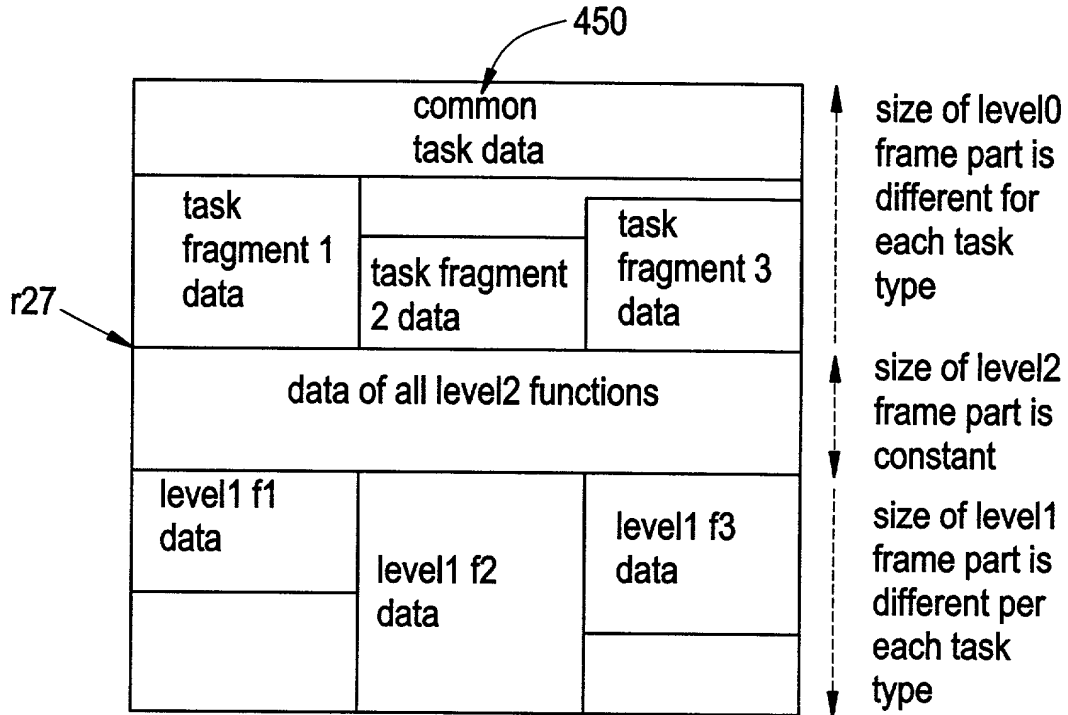 450
common
task data
size of level0
frame part is
different for
each task
type
task
fragment 1
data
task fragment
2 data
task
fragment 3
data
r27
data of all level2 functions
size of level2
frame part is
constant
level1 f1
data
level1 f2
data
level1 f3
data
size of level1
frame part is
different per
each task
type